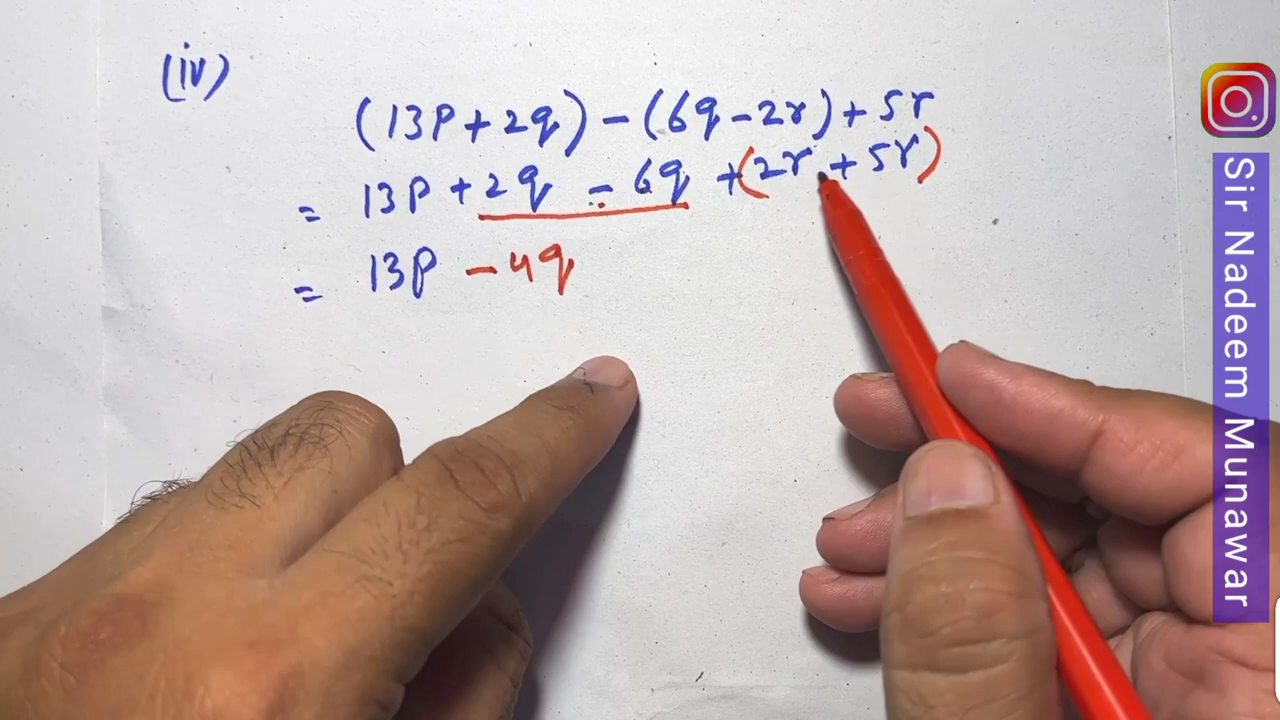 (iv)
(13p + 2q) - (6q - 2r) + 5r
= 13p + 2q - 6q + (2r + 5r)
= 13p - 4q
Sir Nadeem Munawar